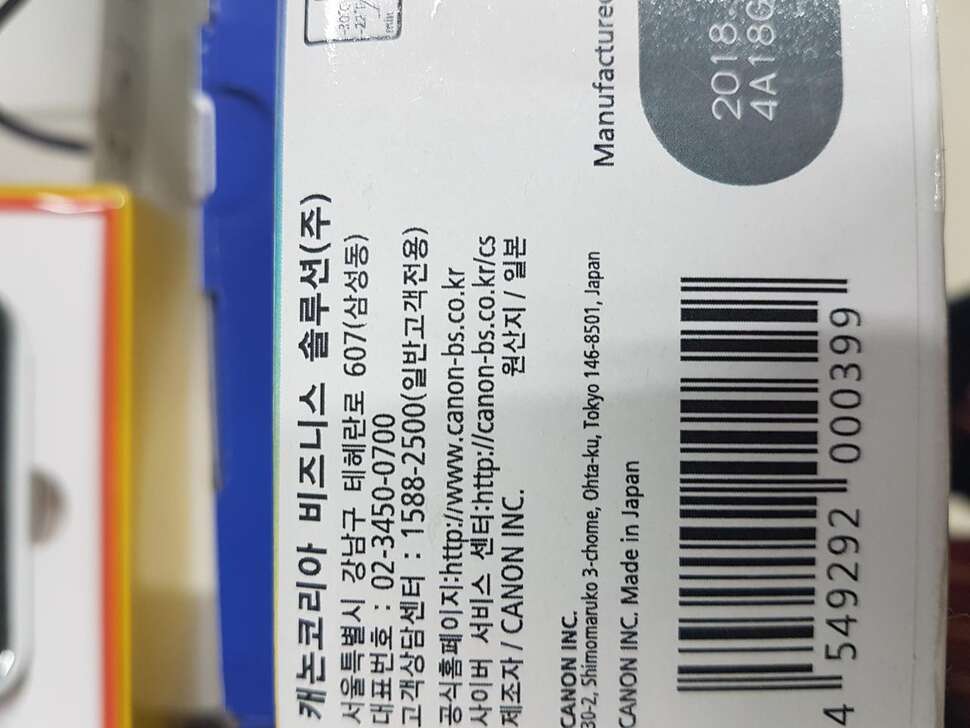 -30℃
-22℉
min
캐논코리아 비즈니스 솔루션(주)
서울특별시 강남구 테헤란로 607(삼성동)
대표번호 : 02-3450-0700
고객상담센터 : 1588-2500(일반고객전용)
공식홈페이지:http://www.canon-bs.co.kr
사이버 서비스 센터:http://canon-bs.co.kr/cs
제조자 / CANON INC. 원산지 / 일본
CANON INC.
30-2, Shimomaruko 3-chome, Ohta-ku, Tokyo 146-8501, Japan
CANON INC. Made in Japan
Manufactured
2018.
4A18G
4 549292 000399